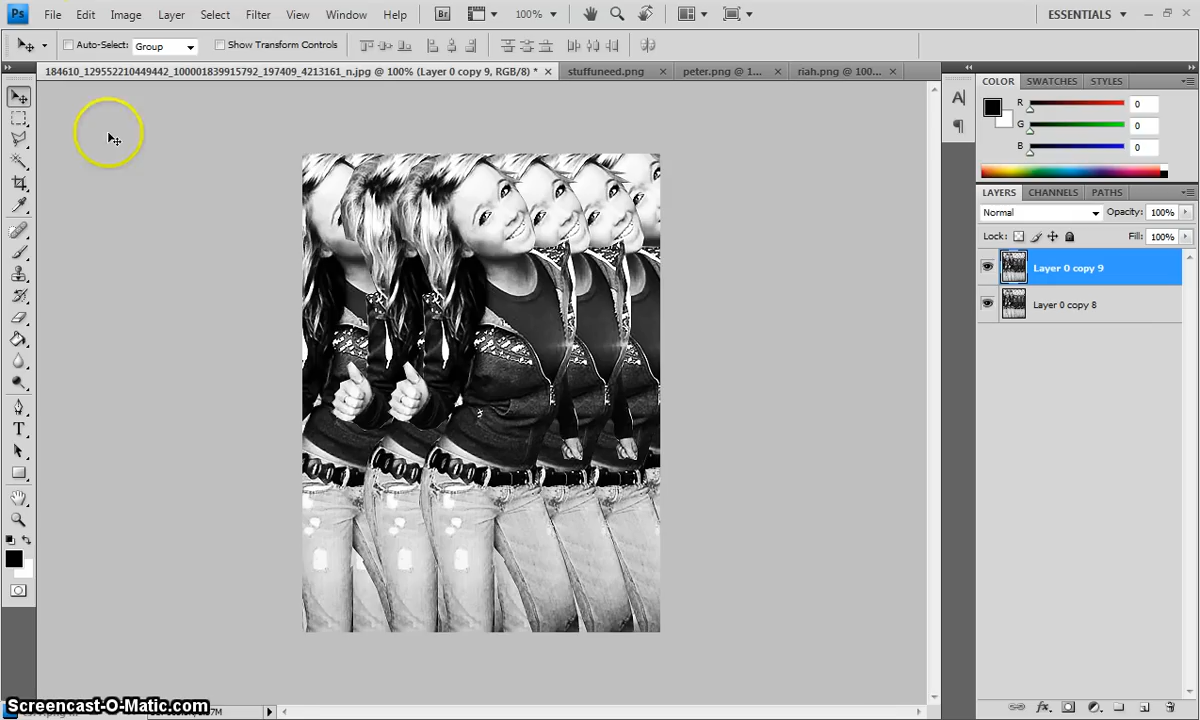 Ps File Edit Image Layer Select Filter View Window Help Br 100% ESSENTIALS
Auto-Select: Group Show Transform Controls
184610_129552210449442_100001839915792_197409_4213161_n.jpg @ 100% (Layer 0 copy 9, RGB/8) * stuffuneed.png peter.png @ 1... riah.png @ 100...
COLOR SWATCHES STYLES
R 0
G 0
B 0
LAYERS CHANNELS PATHS
Normal Opacity: 100%
Lock: Fill: 100%
Layer 0 copy 9
Layer 0 copy 8
Screencast-O-Matic.com